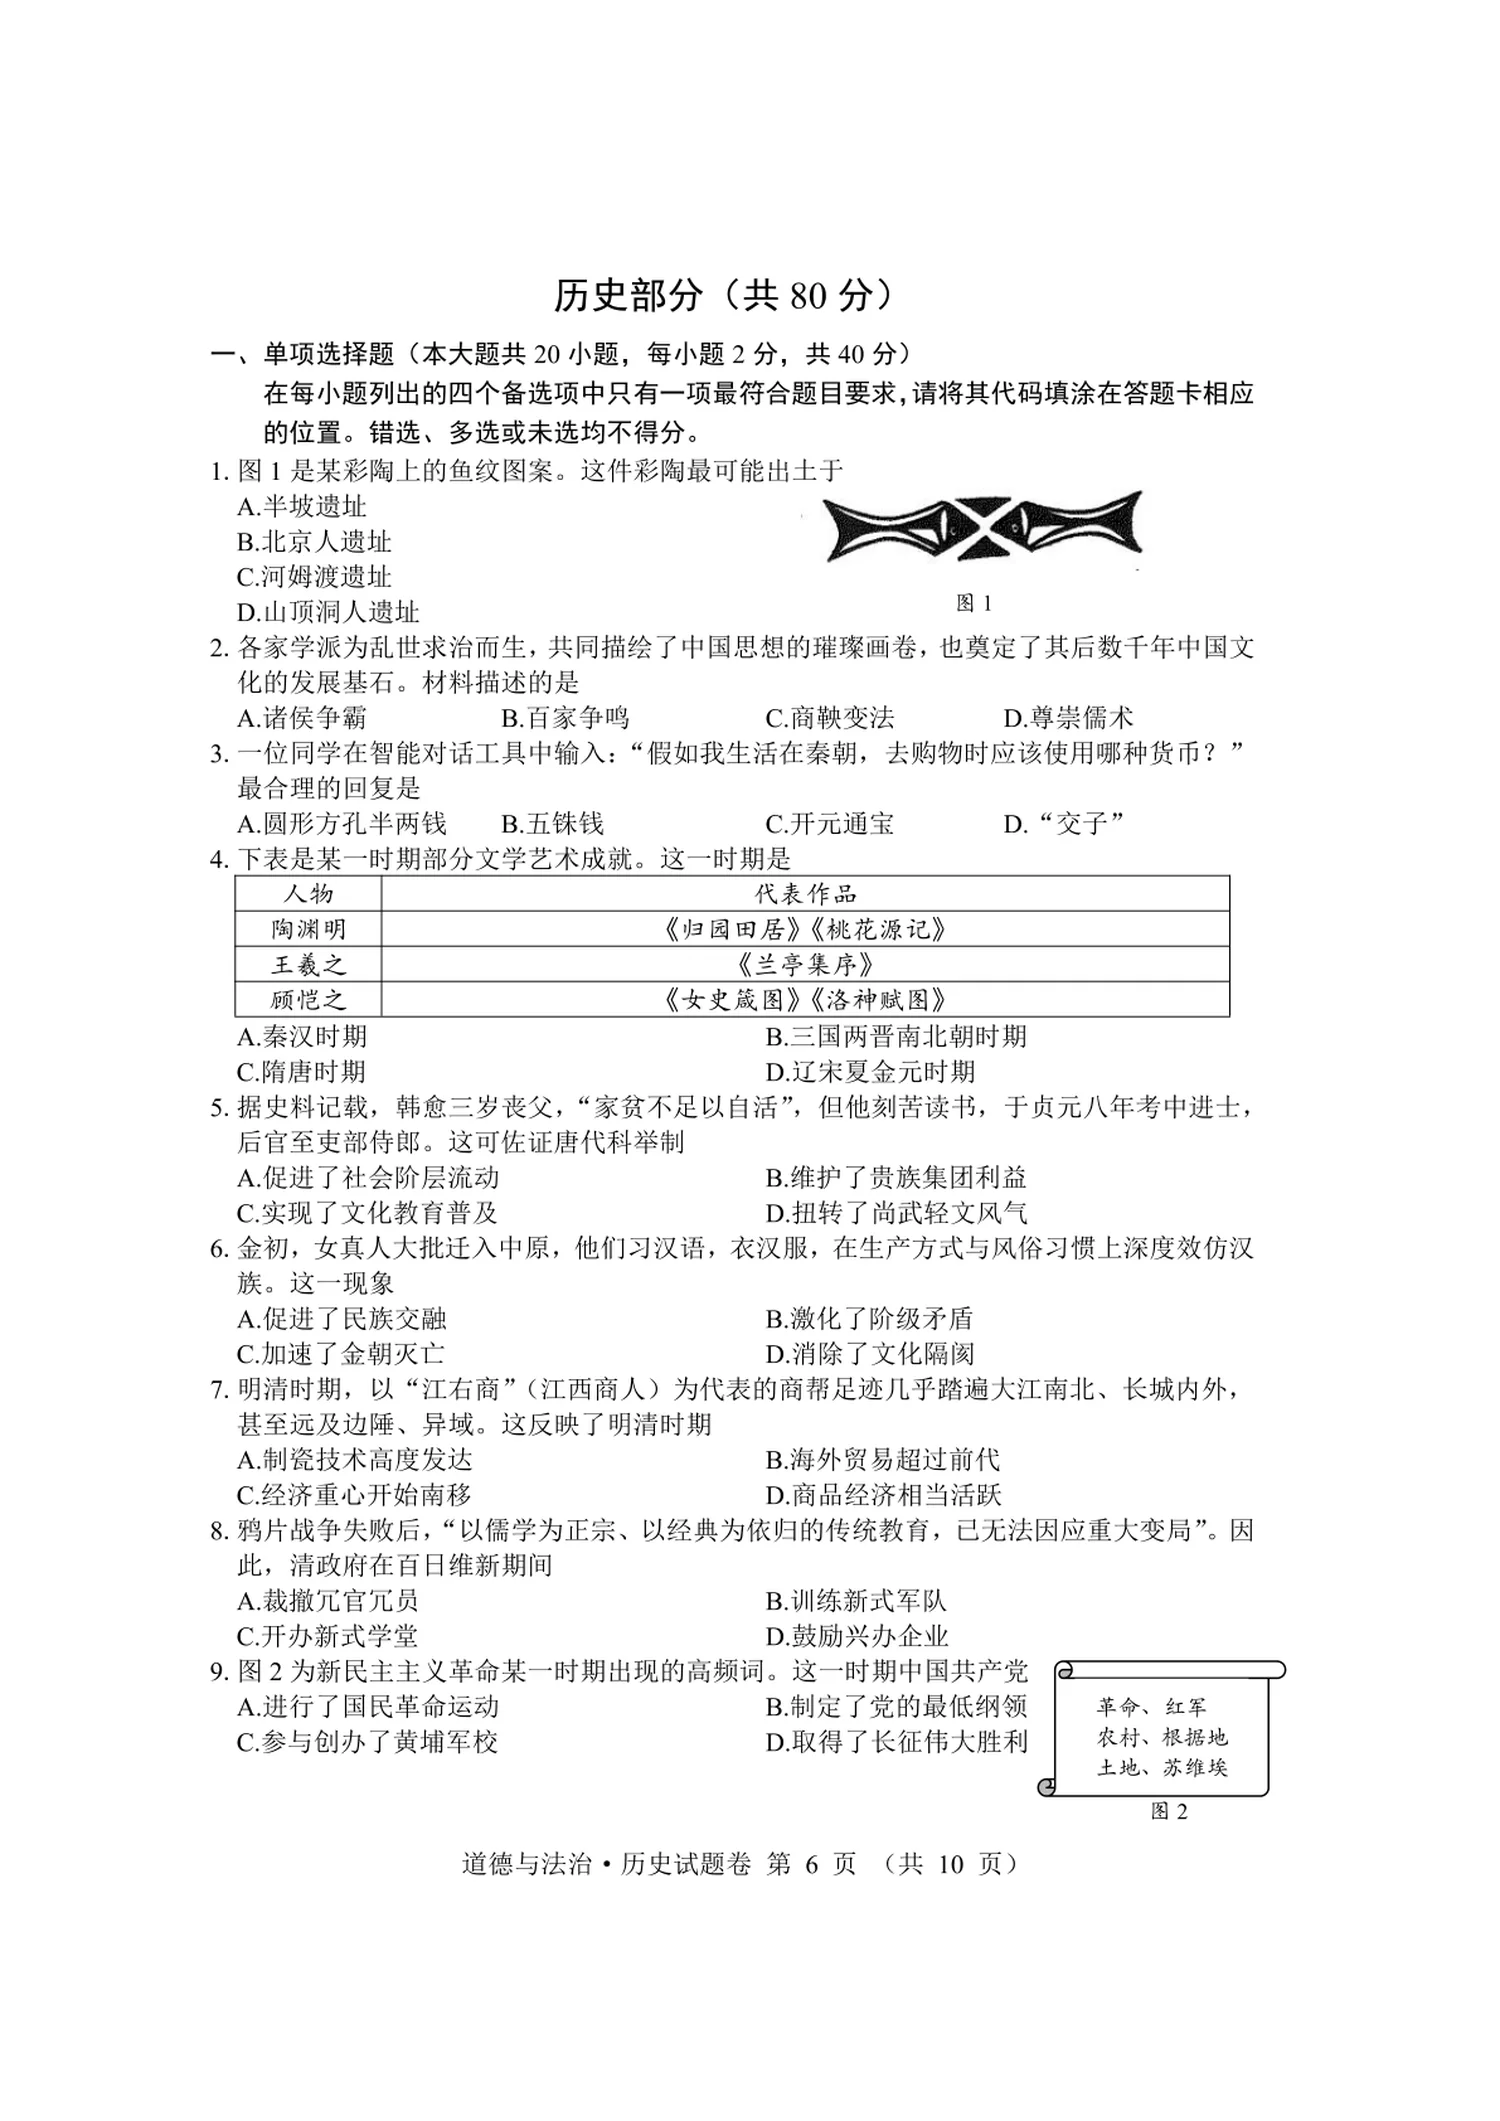 历史部分（共 80 分）
一、单项选择题（本大题共 20 小题，每小题 2 分，共 40 分）
在每小题列出的四个备选项中只有一项最符合题目要求，请将其代码填涂在答题卡相应
的位置。错选、多选或未选均不得分。
1. 图 1 是某彩陶上的鱼纹图案。这件彩陶最可能出土于
A.半坡遗址
B.北京人遗址
C.河姆渡遗址
D.山顶洞人遗址
图 1
2. 各家学派为乱世求治而生，共同描绘了中国思想的璀璨画卷，也奠定了其后数千年中国文
化的发展基石。材料描述的是
A.诸侯争霸 B.百家争鸣 C.商鞅变法 D.尊崇儒术
3. 一位同学在智能对话工具中输入：“假如我生活在秦朝，去购物时应该使用哪种货币？”
最合理的回复是
A.圆形方孔半两钱 B.五铢钱 C.开元通宝 D.“交子”
4. 下表是某一时期部分文学艺术成就。这一时期是
人物 代表作品
陶渊明 《归园田居》《桃花源记》
王羲之 《兰亭集序》
顾恺之 《女史箴图》《洛神赋图》
A.秦汉时期 B.三国两晋南北朝时期
C.隋唐时期 D.辽宋夏金元时期
5. 据史料记载，韩愈三岁丧父，“家贫不足以自活”，但他刻苦读书，于贞元八年考中进士，
后官至吏部侍郎。这可佐证唐代科举制
A.促进了社会阶层流动 B.维护了贵族集团利益
C.实现了文化教育普及 D.扭转了尚武轻文风气
6. 金初，女真人大批迁入中原，他们习汉语，衣汉服，在生产方式与风俗习惯上深度效仿汉
族。这一现象
A.促进了民族交融 B.激化了阶级矛盾
C.加速了金朝灭亡 D.消除了文化隔阂
7. 明清时期，以“江右商”（江西商人）为代表的商帮足迹几乎踏遍大江南北、长城内外，
甚至远及边陲、异域。这反映了明清时期
A.制瓷技术高度发达 B.海外贸易超过前代
C.经济重心开始南移 D.商品经济相当活跃
8. 鸦片战争失败后，“以儒学为正宗、以经典为依归的传统教育，已无法因应重大变局”。因
此，清政府在百日维新期间
A.裁撤冗官冗员 B.训练新式军队
C.开办新式学堂 D.鼓励兴办企业
9. 图 2 为新民主主义革命某一时期出现的高频词。这一时期中国共产党
A.进行了国民革命运动 B.制定了党的最低纲领
C.参与创办了黄埔军校 D.取得了长征伟大胜利
革命、红军
农村、根据地
土地、苏维埃
图 2
道德与法治·历史试题卷 第 6 页 （共 10 页）